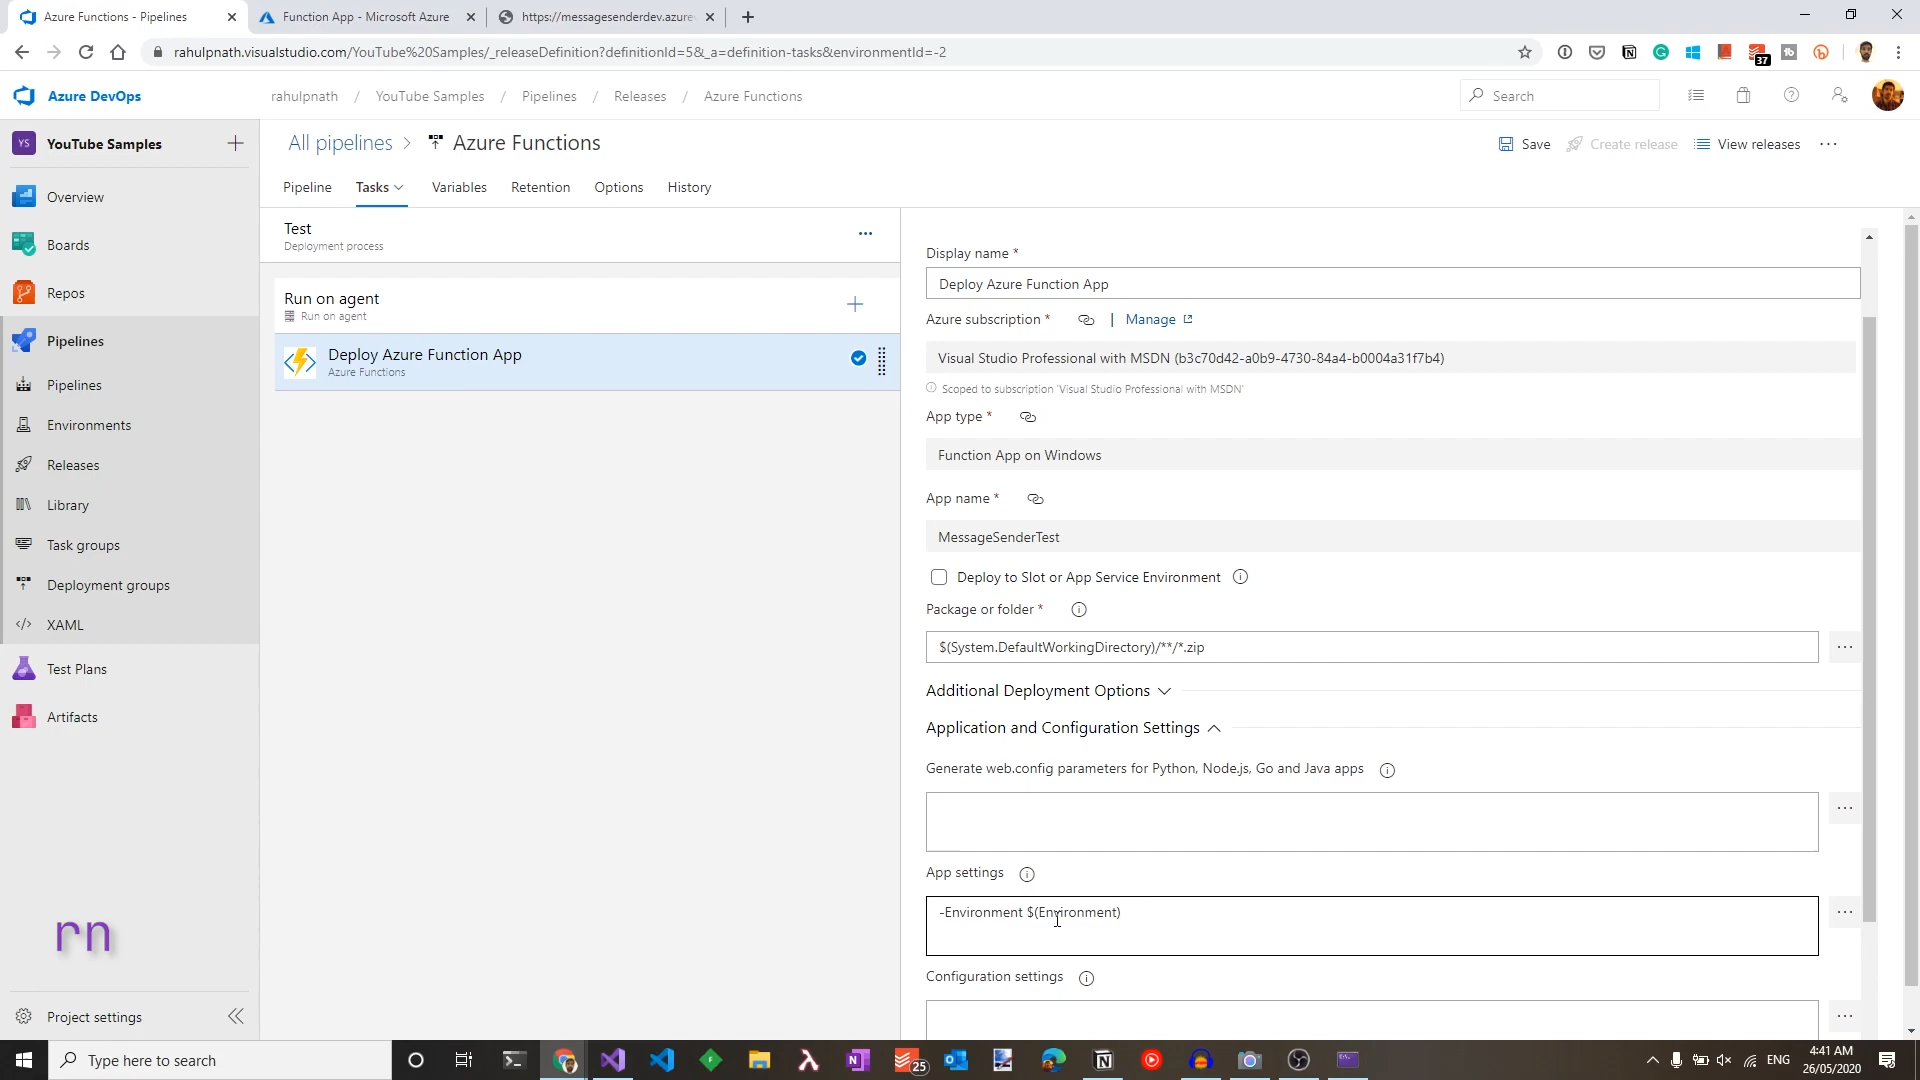 Azure Functions - Pipelines
Function App - Microsoft Azure
https://messagesenderdev.azure
rahulpnath.visualstudio.com/YouTube%20Samples/_releaseDefinition?definitionId=5&_a=definition-tasks&environmentId=-2
37
Azure DevOps
rahulpnath / YouTube Samples / Pipelines / Releases / Azure Functions
Search
YS YouTube Samples
All pipelines > Azure Functions
Save
Create release
View releases
Pipeline
Tasks
Variables
Retention
Options
History
Overview
Boards
Repos
Pipelines
Pipelines
Environments
Releases
Library
Task groups
Deployment groups
XAML
Test Plans
Artifacts
rn
Project settings
Test
Deployment process
Run on agent
Run on agent
Deploy Azure Function App
Azure Functions
Display name *
Deploy Azure Function App
Azure subscription * | Manage
Visual Studio Professional with MSDN (b3c70d42-a0b9-4730-84a4-b0004a31f7b4)
Scoped to subscription 'Visual Studio Professional with MSDN'
App type *
Function App on Windows
App name *
MessageSenderTest
Deploy to Slot or App Service Environment
Package or folder *
$(System.DefaultWorkingDirectory)/**/*.zip
Additional Deployment Options
Application and Configuration Settings
Generate web.config parameters for Python, Node.js, Go and Java apps
App settings
-Environment $(Environment)
Configuration settings
Type here to search
25
ENG
4:41 AM
26/05/2020